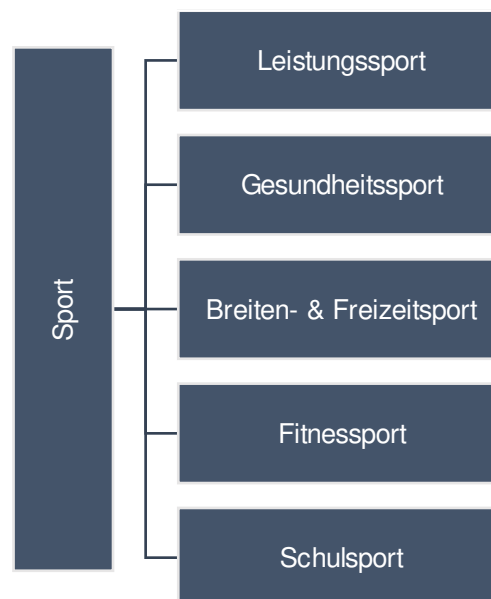 Sport
Leistungssport
Gesundheitssport
Breiten- & Freizeitsport
Fitnessport
Schulsport